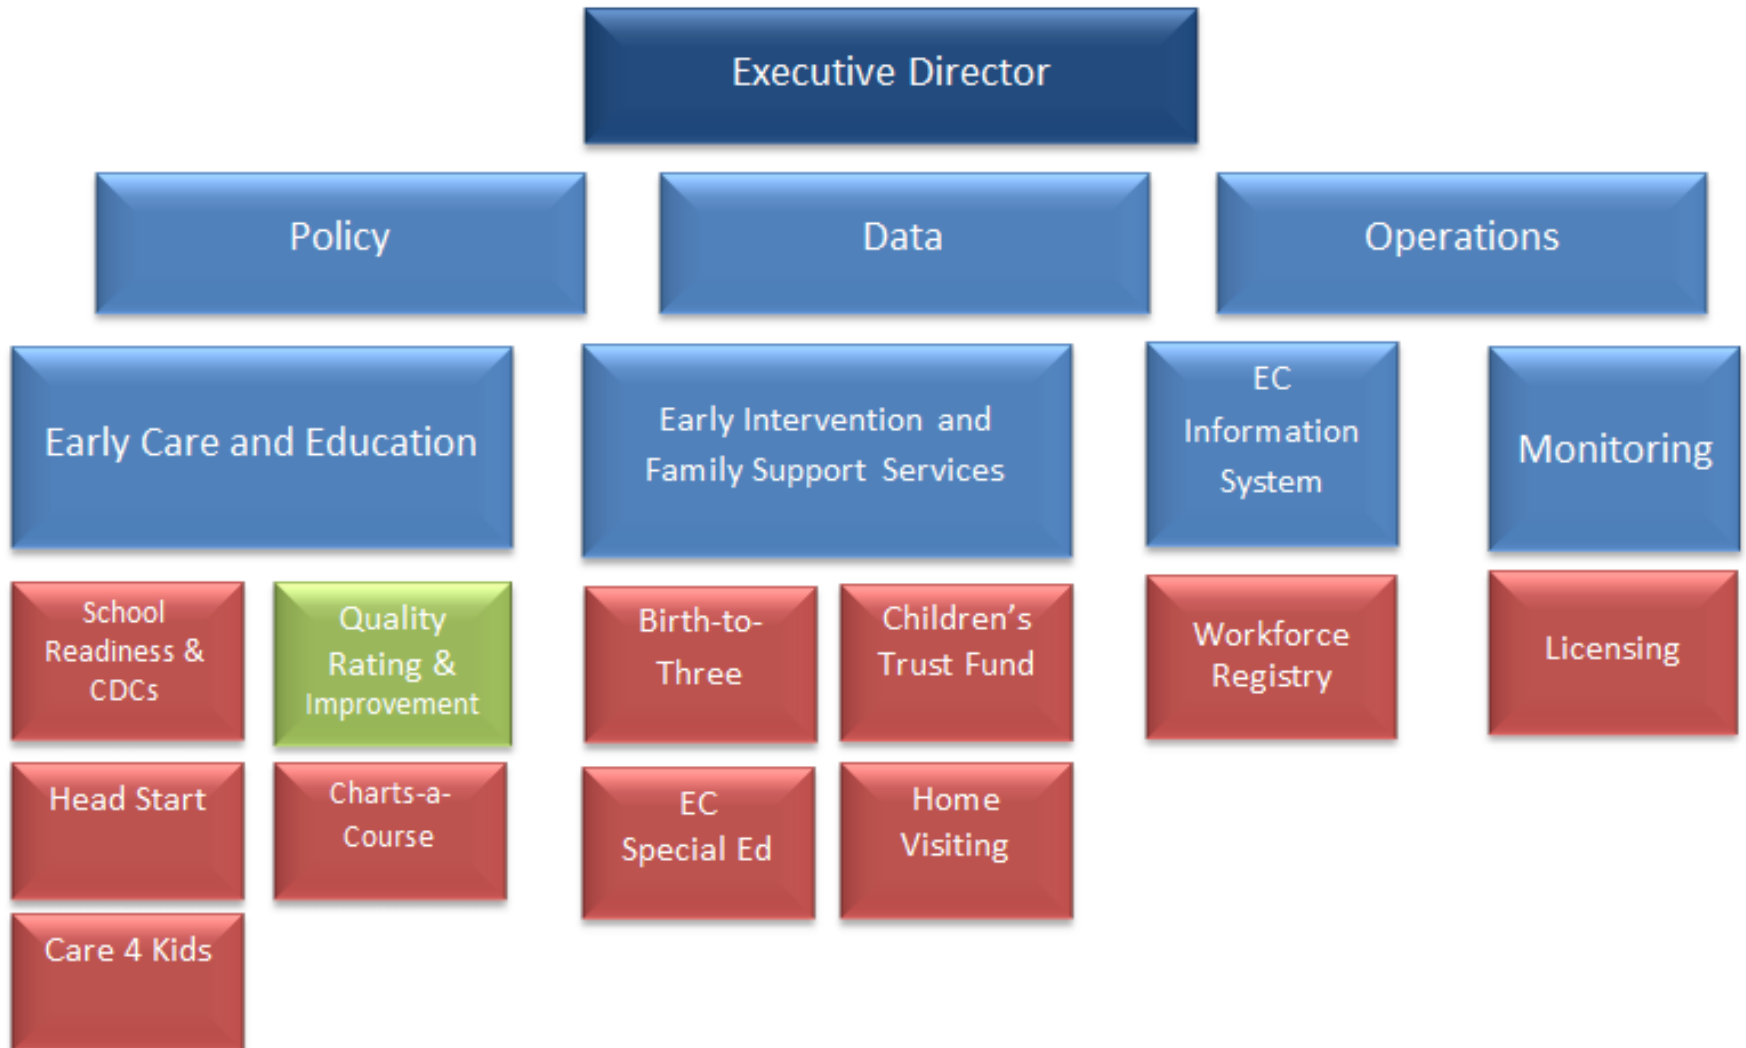 Executive Director
Policy
Data
Operations
Early Care and Education
Early Intervention and
Family Support Services
EC
Information
System
Monitoring
School
Readiness &
CDCs
Quality
Rating &
Improvement
Birth-to-
Three
Children’s
Trust Fund
Workforce
Registry
Licensing
Head Start
Charts-a-
Course
EC
Special Ed
Home
Visiting
Care 4 Kids